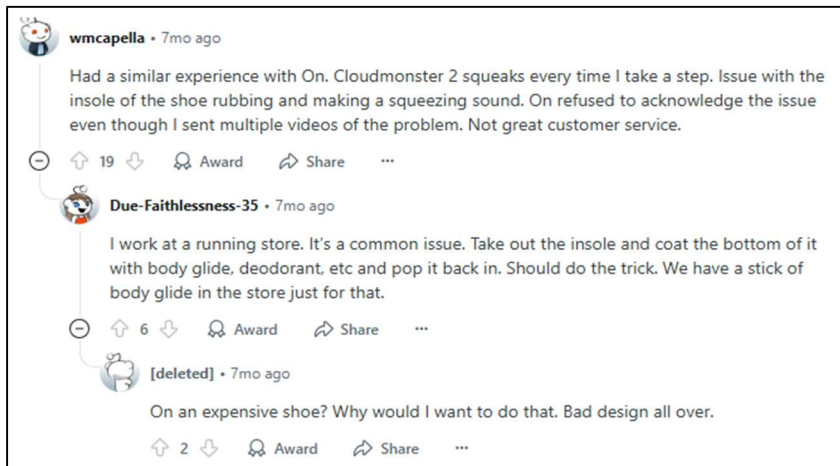 wmcapella • 7mo ago
Had a similar experience with On. Cloudmonster 2 squeaks every time I take a step. Issue with the
insole of the shoe rubbing and making a squeezing sound. On refused to acknowledge the issue
even though I sent multiple videos of the problem. Not great customer service.
19 Award Share ...
Due-Faithlessness-35 • 7mo ago
I work at a running store. It's a common issue. Take out the insole and coat the bottom of it
with body glide, deodorant, etc and pop it back in. Should do the trick. We have a stick of
body glide in the store just for that.
6 Award Share ...
[deleted] • 7mo ago
On an expensive shoe? Why would I want to do that. Bad design all over.
2 Award Share ...